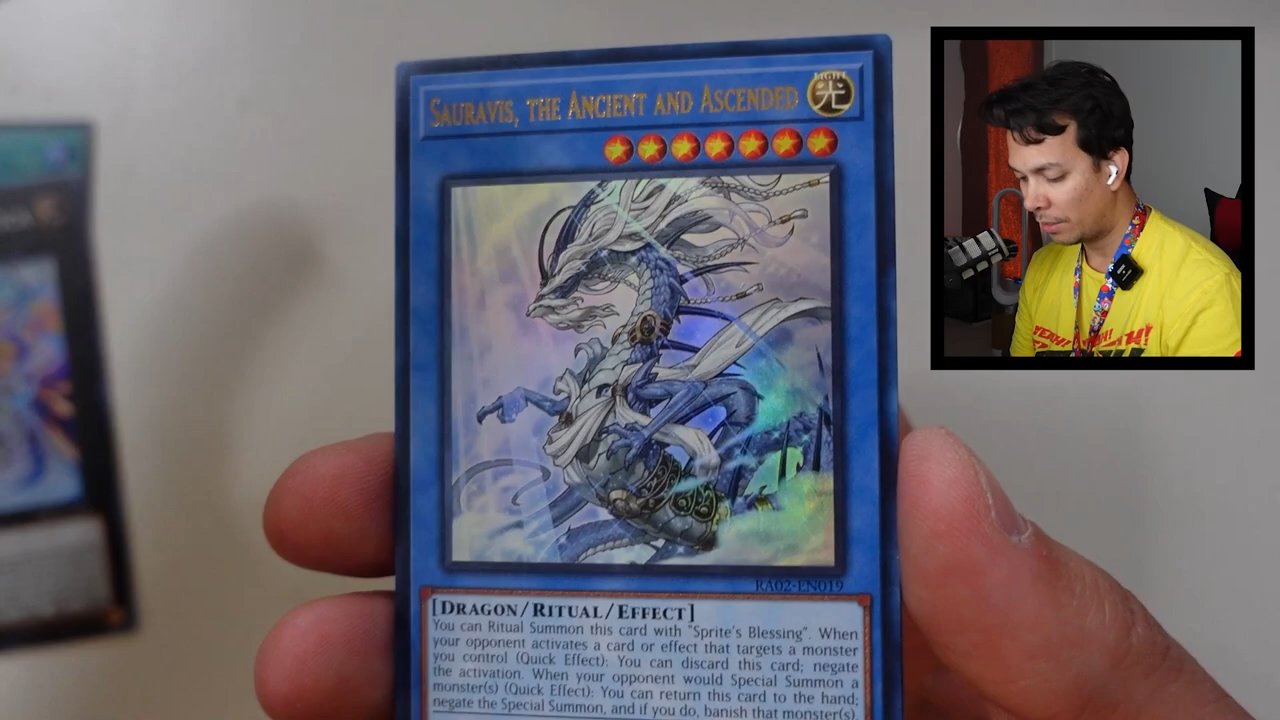 SAURAVIS, THE ANCIENT AND ASCENDED
LIGHT
光
RA02-EN019
[DRAGON/RITUAL/EFFECT]
You can Ritual Summon this card with "Sprite's Blessing". When
your opponent activates a card or effect that targets a monster
you control (Quick Effect): You can discard this card; negate
the activation. When your opponent would Special Summon a
monster(s) (Quick Effect): You can return this card to the hand;
negate the Special Summon, and if you do, banish that monster(s).
YEAH!